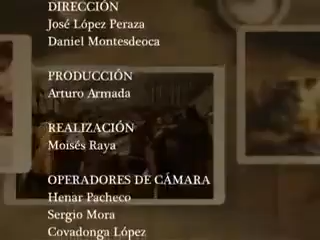 DIRECCIÓN
José López Peraza
Daniel Montesdeoca
PRODUCCIÓN
Arturo Armada
REALIZACIÓN
Moisés Raya
OPERADORES DE CÁMARA
Henar Pacheco
Sergio Mora
Covadonga López